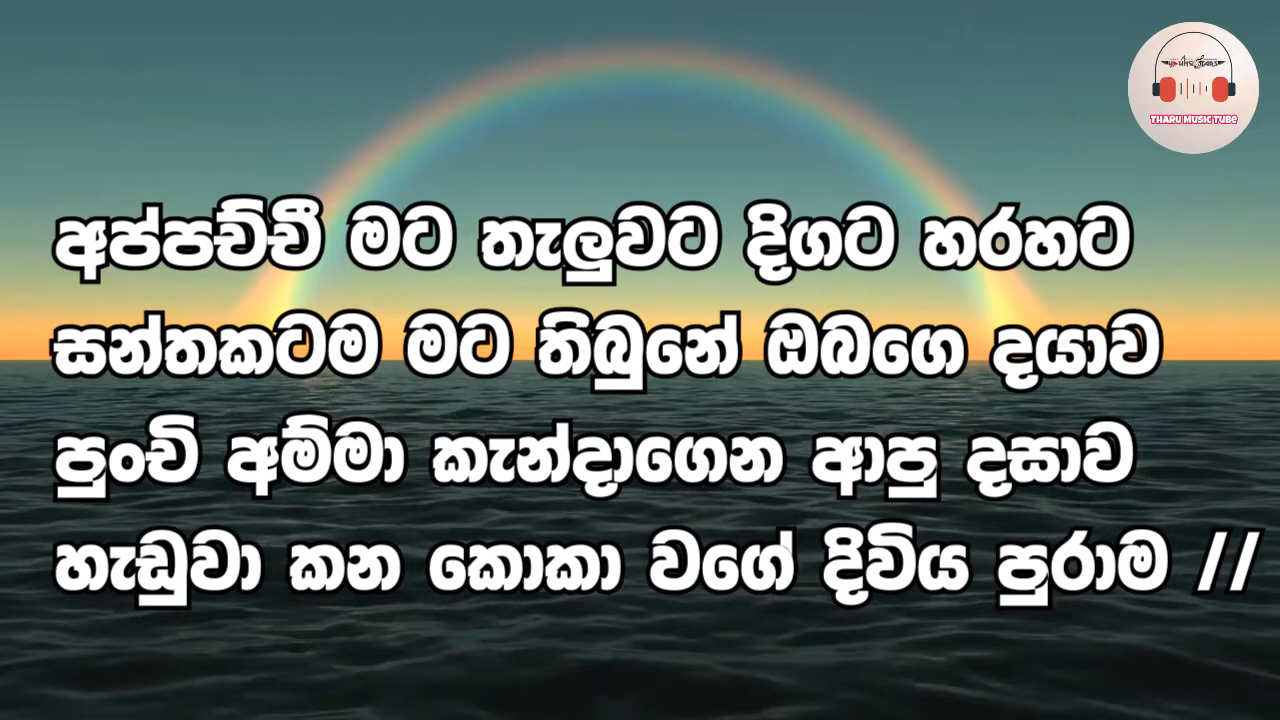 THARU MUSIC TUBE
අප්පච්චී මට තැලුවට දිගට හරහට
සන්තකටම මට තිබුනේ ඔබගෙ දයාව
පුංචි අම්මා කැන්දාගෙන ආපු දසාව
හැඩුවා කන කොකා වගේ දිවිය පුරාම //